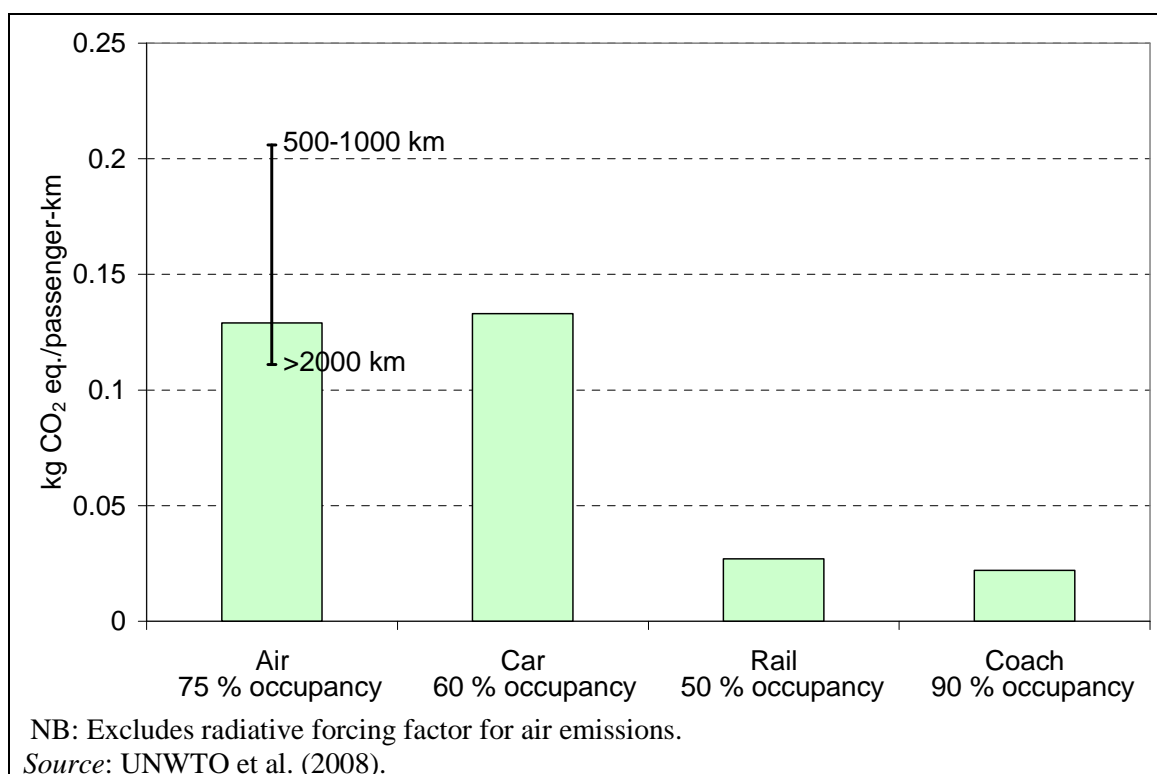 kg CO₂ eq./passenger-km
0.25
0.2
0.15
0.1
0.05
0
500-1000 km
>2000 km
Air
75 % occupancy
Car
60 % occupancy
Rail
50 % occupancy
Coach
90 % occupancy
NB: Excludes radiative forcing factor for air emissions.
Source: UNWTO et al. (2008).